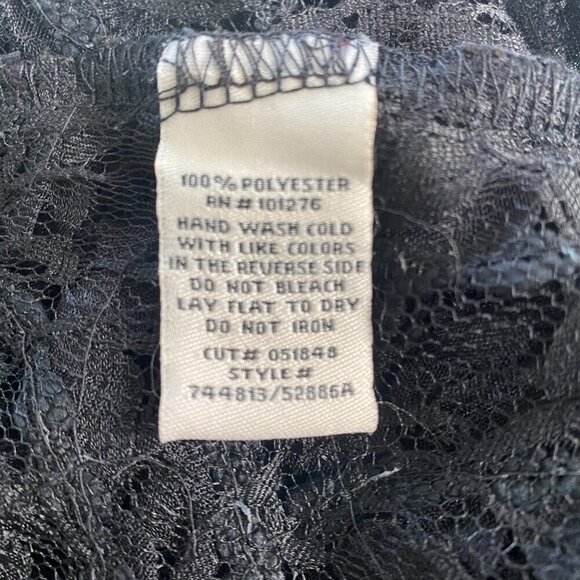 100% POLYESTER
RN # 101276
HAND WASH COLD
WITH LIKE COLORS
IN THE REVERSE SIDE
DO NOT BLEACH
LAY FLAT TO DRY
DO NOT IRON
CUT# 051848
STYLE#
744813/52886A